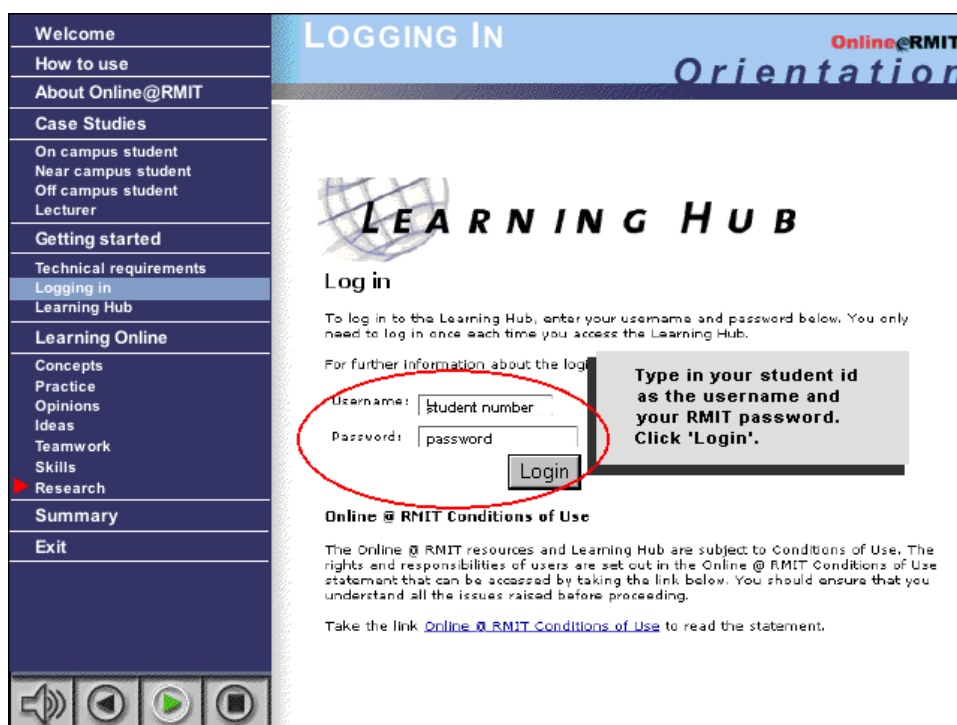 Welcome
How to use
About Online@RMIT
Case Studies
On campus student
Near campus student
Off campus student
Lecturer
Getting started
Technical requirements
Logging in
Learning Hub
Learning Online
Concepts
Practice
Opinions
Ideas
Teamwork
Skills
Research
Summary
Exit
LOGGING IN
Online@RMIT
Orientation
LEARNING HUB
Log in
To log in to the Learning Hub, enter your username and password below. You only
need to log in once each time you access the Learning Hub.
For further information about the logi
Type in your student id
as the username and
your RMIT password.
Click 'Login'.
Username: student number
Password: password
Login
Online @ RMIT Conditions of Use
The Online @ RMIT resources and Learning Hub are subject to Conditions of Use. The
rights and responsibilities of users are set out in the Online @ RMIT Conditions of Use
statement that can be accessed by taking the link below. You should ensure that you
understand all the issues raised before proceeding.
Take the link Online @ RMIT Conditions of Use to read the statement.